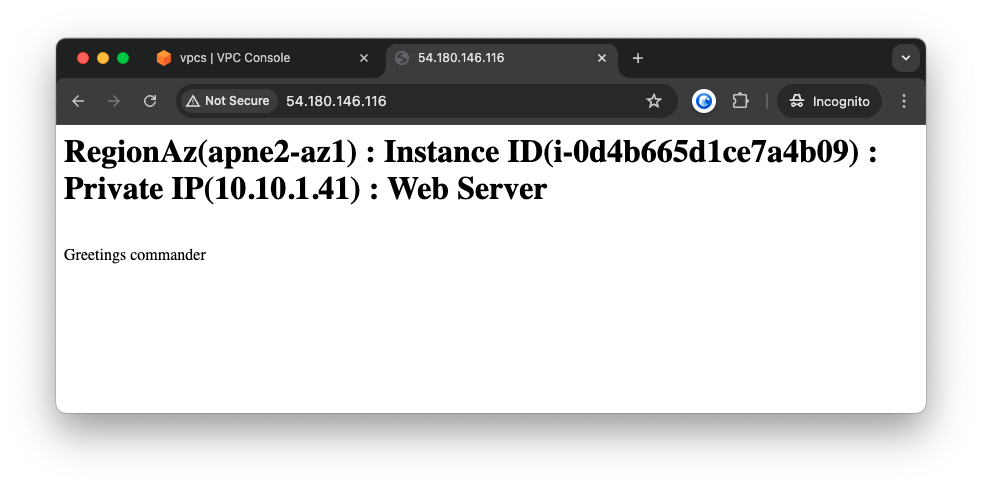 vpcs | VPC Console
54.180.146.116
Not Secure
54.180.146.116
Incognito
RegionAz(apne2-az1) : Instance ID(i-0d4b665d1ce7a4b09) :
Private IP(10.10.1.41) : Web Server
Greetings commander